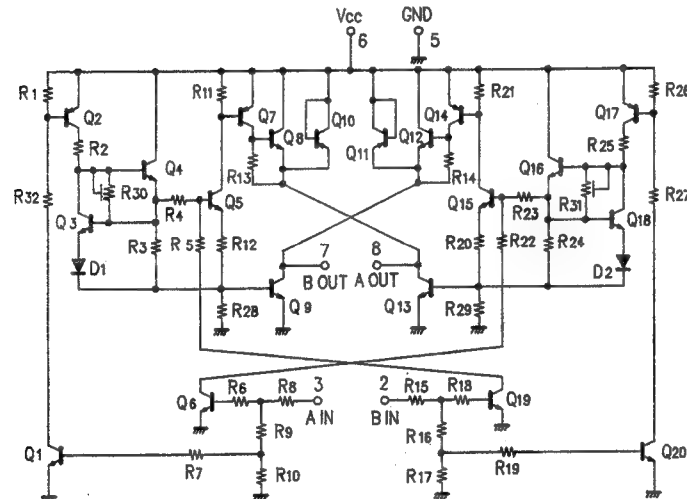 Vcc GND
6 5
R1 R11 R21 R26
Q2 Q7 Q10 Q14 Q17
Q8 Q12
R2 Q4 Q11 Q16 R25
R13 R14
R30 R31
R32 R4 Q5 Q15 R23 R27
Q3 Q18
R3 R5 R12 R20 R22 R24
7 8
D1 B OUT A OUT D2
R28 Q9 Q13 R29
3 2
Q6 R6 R8 R15 R18 Q19
A IN B IN
R9 R16
Q1 R7 R19 Q20
R10 R17